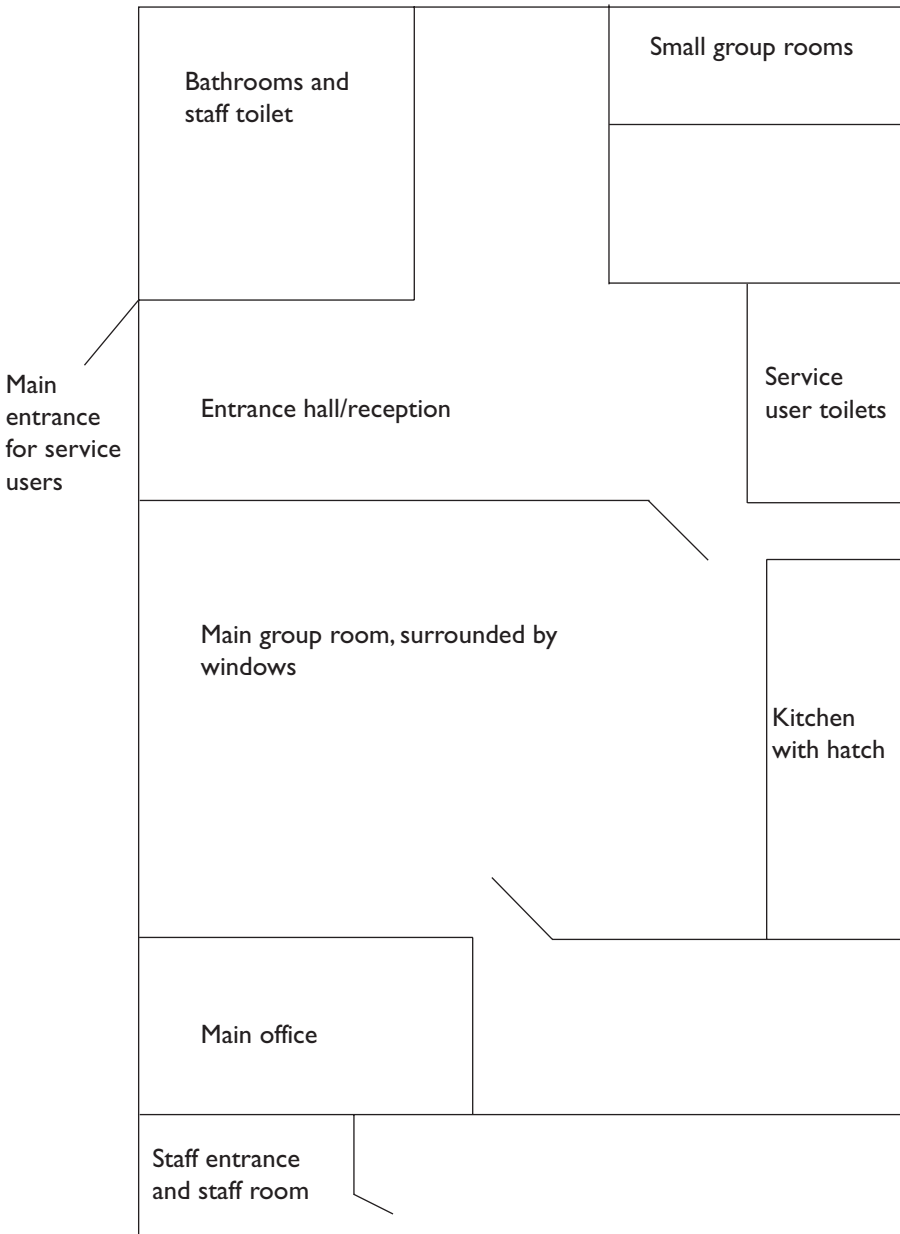 Small group rooms
Bathrooms and
staff toilet
Main
entrance
for service
users
Entrance hall/reception
Service
user toilets
Main group room, surrounded by
windows
Kitchen
with hatch
Main office
Staff entrance
and staff room